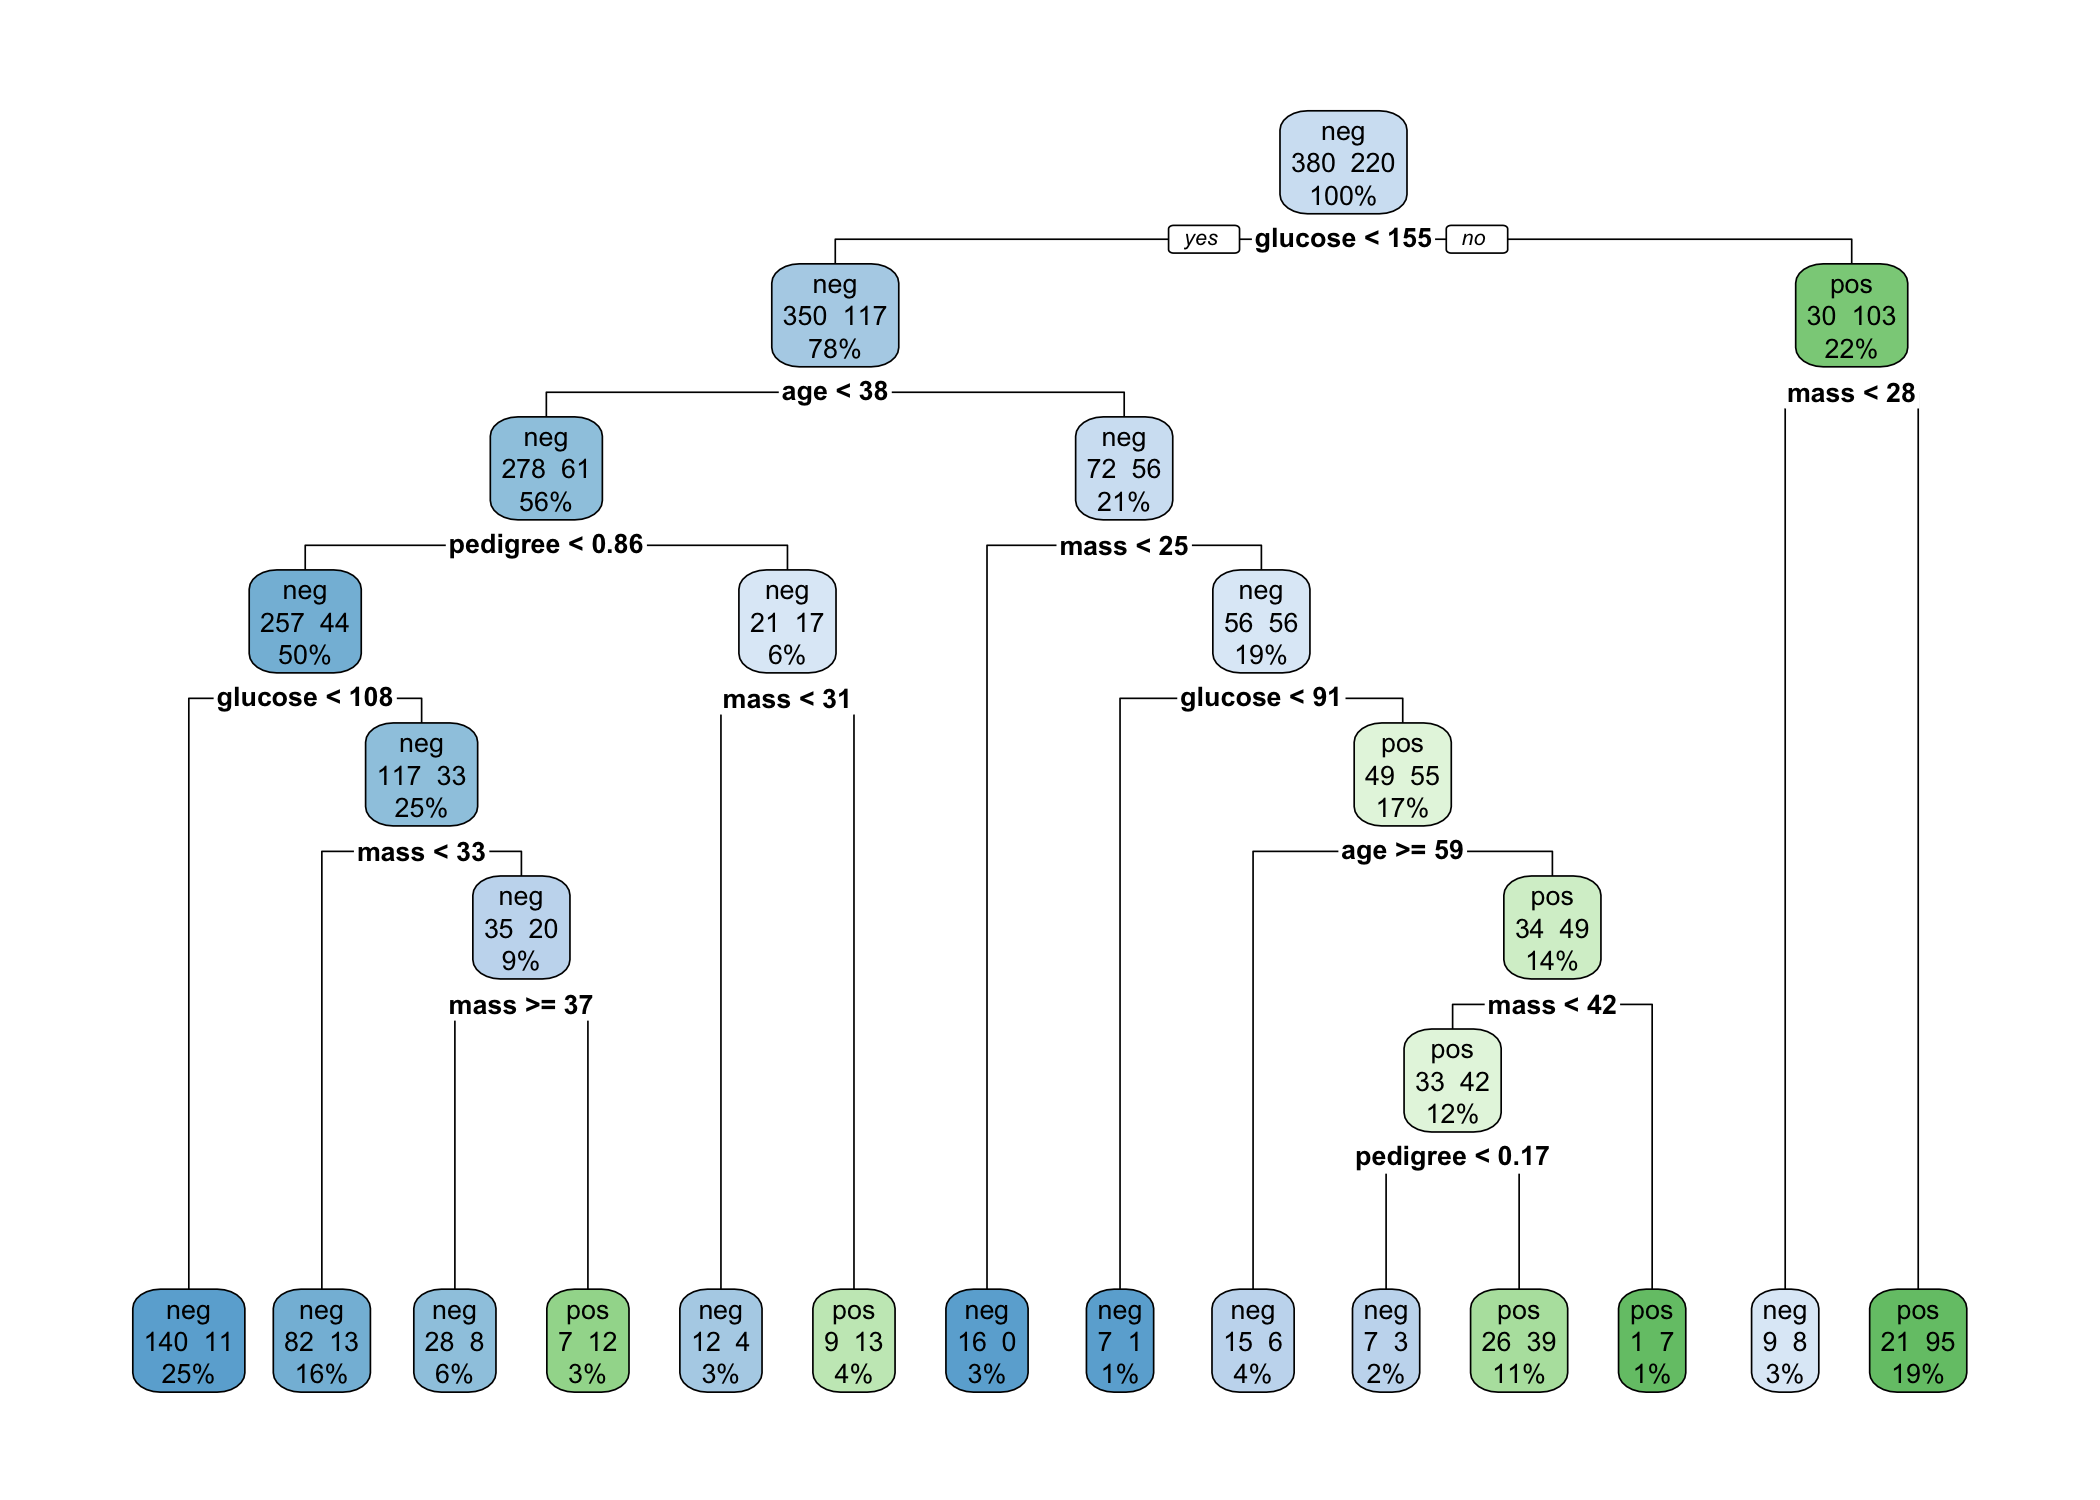 neg
380 220
100%
yes glucose < 155 no
neg
350 117
78%
pos
30 103
22%
age < 38
mass < 28
neg
278 61
56%
neg
72 56
21%
pedigree < 0.86
mass < 25
neg
257 44
50%
neg
21 17
6%
neg
56 56
19%
glucose < 108
mass < 31
glucose < 91
neg
117 33
25%
pos
49 55
17%
mass < 33
age >= 59
neg
35 20
9%
pos
34 49
14%
mass >= 37
mass < 42
pos
33 42
12%
pedigree < 0.17
neg
140 11
25%
neg
82 13
16%
neg
28 8
6%
pos
7 12
3%
neg
12 4
3%
pos
9 13
4%
neg
16 0
3%
neg
7 1
1%
neg
15 6
4%
neg
7 3
2%
pos
26 39
11%
pos
1 7
1%
neg
9 8
3%
pos
21 95
19%